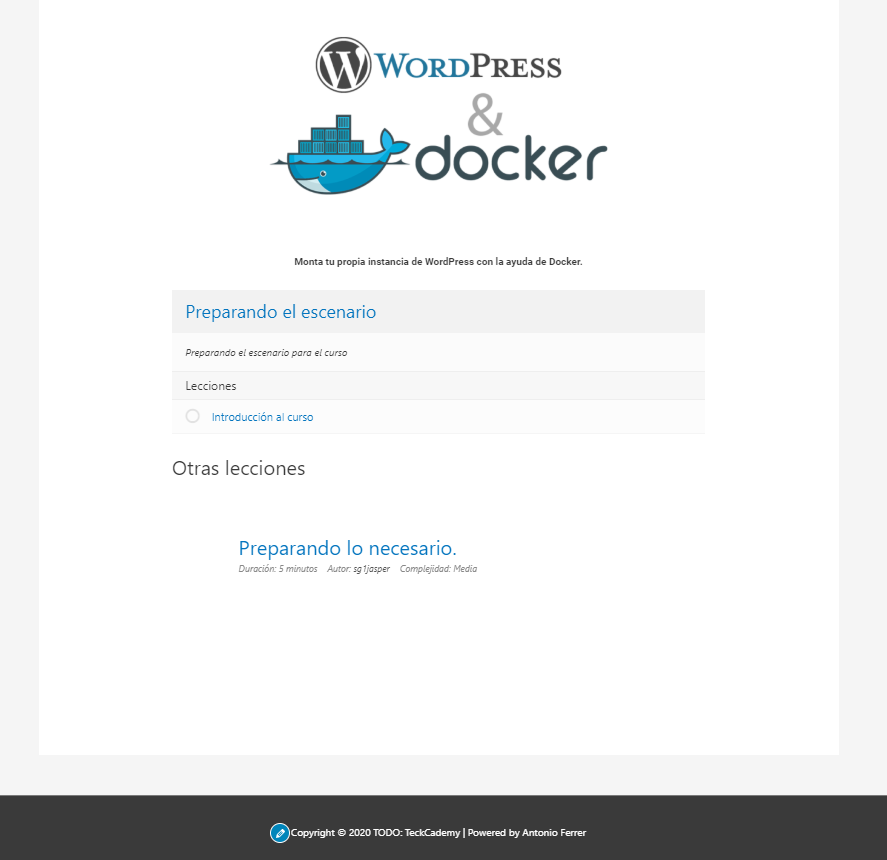 WORDPRESS
&
docker
Monta tu propia instancia de WordPress con la ayuda de Docker.
Preparando el escenario
Preparando el escenario para el curso
Lecciones
Introducción al curso
Otras lecciones
Preparando lo necesario.
Duración: 5 minutos Autor: sg1jasper Complejidad: Media
Copyright © 2020 TODO: TeckCademy | Powered by Antonio Ferrer